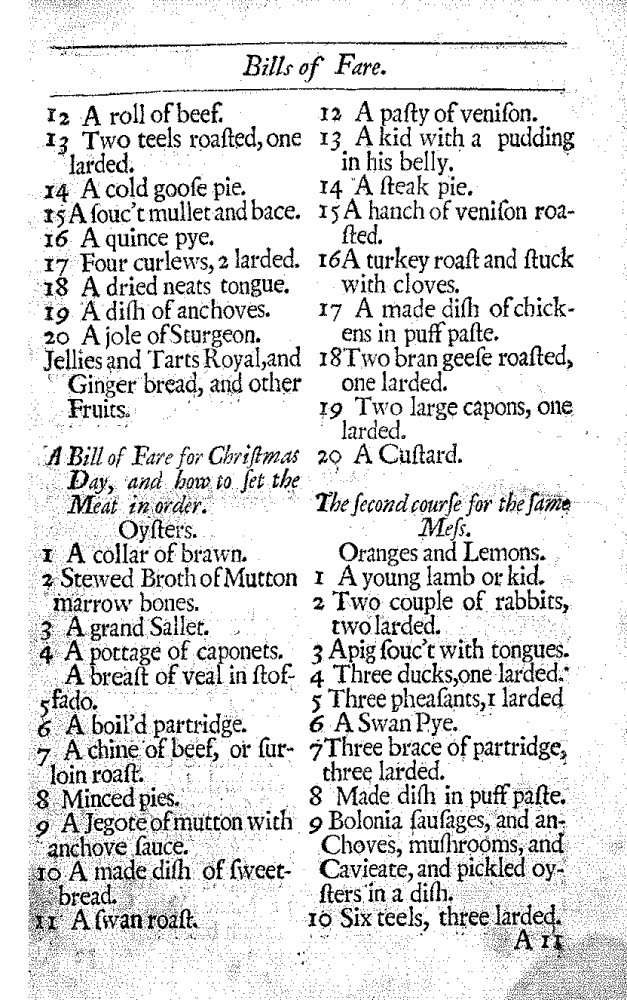 Bills of Fare.
12 A roll of beef.
13 Two teels roaſted, one
larded.
14 A cold gooſe pie.
15 A ſouc't mullet and bace.
16 A quince pye.
17 Four curlews, 2 larded.
18 A dried neats tongue.
19 A diſh of anchoves.
20 A jole of Sturgeon.
Jellies and Tarts Royal, and
Ginger bread, and other
Fruits.
A Bill of Fare for Chriſtmas
Day, and how to ſet the
Meat in order.
Oyſters.
1 A collar of brawn.
2 Stewed Broth of Mutton
marrow bones.
3 A grand Sallet.
4 A pottage of caponets.
A breaſt of veal in ſtof-
5 fado.
6 A boil'd partridge.
7 A chine of beef, or ſur-
loin roaſt.
8 Minced pies.
9 A Jegote of mutton with
anchove ſauce.
10 A made diſh of ſweet-
bread.
11 A ſwan roaſt.
12 A paſty of veniſon.
13 A kid with a pudding
in his belly.
14 A ſteak pie.
15 A hanch of veniſon roa-
ſted.
16 A turkey roaſt and ſtuck
with cloves.
17 A made diſh of chick-
ens in puff paſte.
18 Two bran geeſe roaſted,
one larded.
19 Two large capons, one
larded.
20 A Cuſtard.
The ſecond courſe for the ſame
Meſs.
Oranges and Lemons.
1 A young lamb or kid.
2 Two couple of rabbits,
two larded.
3 A pig ſouc't with tongues.
4 Three ducks, one larded.
5 Three pheaſants, 1 larded
6 A Swan Pye.
7 Three brace of partridge,
three larded.
8 Made diſh in puff paſte.
9 Bolonia ſauſages, and an-
Choves, muſhrooms, and
Cavieate, and pickled oy-
ſters in a diſh.
10 Six teels, three larded.
A 11